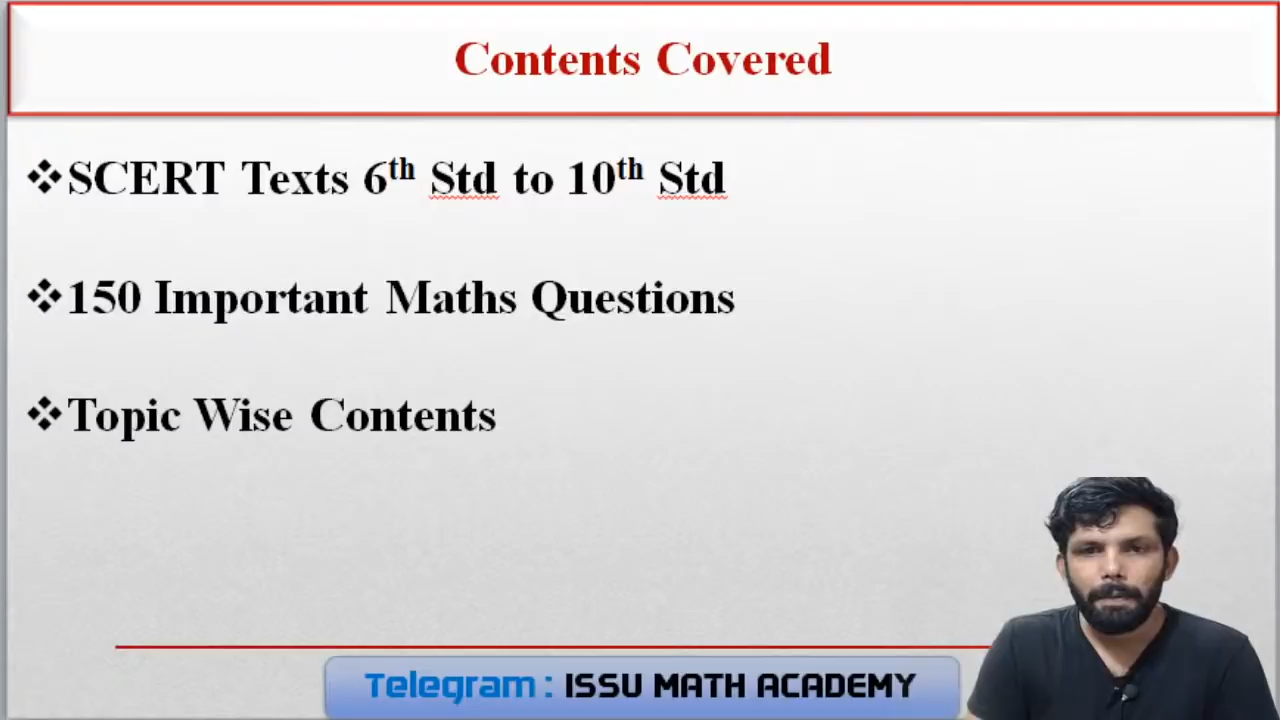 Contents Covered
❖SCERT Texts 6th Std to 10th Std
❖150 Important Maths Questions
❖Topic Wise Contents
Telegram : ISSU MATH ACADEMY